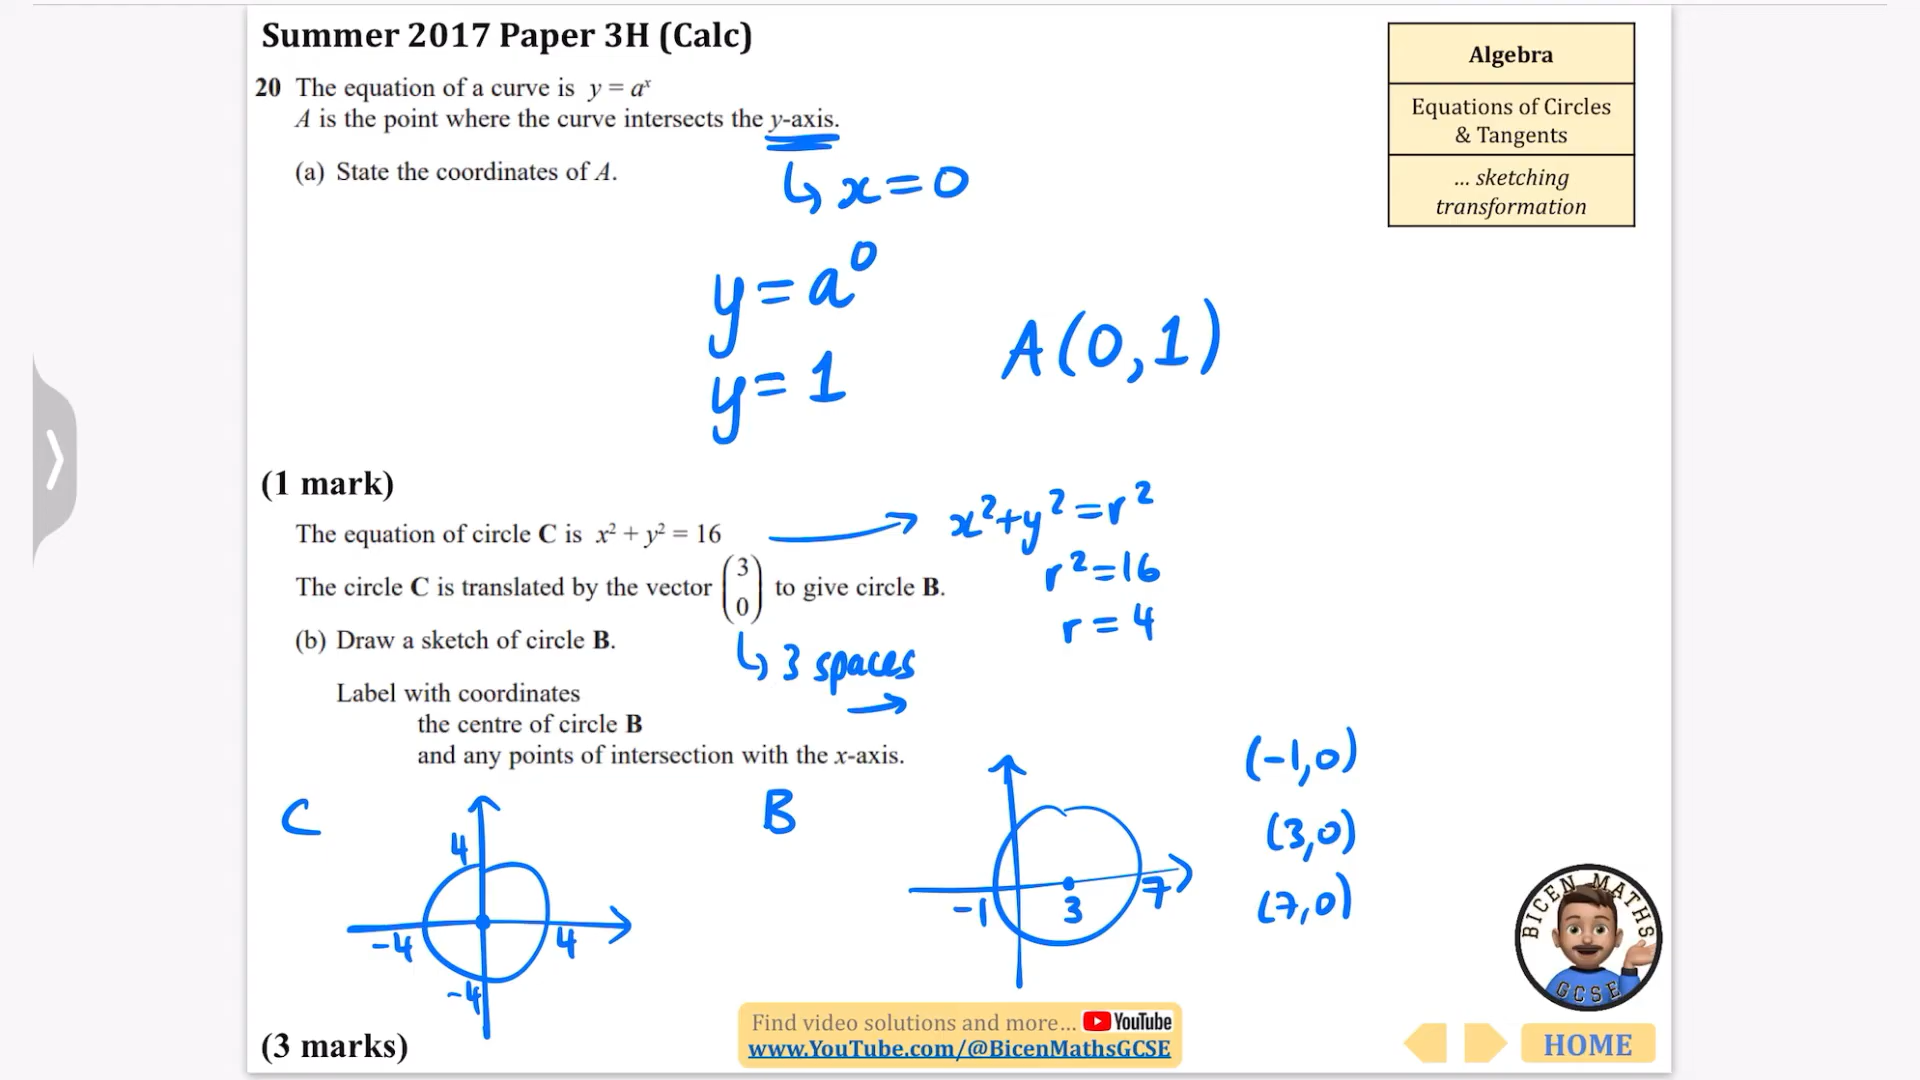 Summer 2017 Paper 3H (Calc)
Algebra
Equations of Circles
& Tangents
... sketching
transformation
20 The equation of a curve is y = aˣ
A is the point where the curve intersects the y-axis.
(a) State the coordinates of A.
↳ x=0
y=a⁰
y=1
A(0,1)
(1 mark)
The equation of circle C is x² + y² = 16
→ x²+y²=r²
r²=16
r=4
The circle C is translated by the vector (3 0) to give circle B.
↳ 3 spaces →
(b) Draw a sketch of circle B.
Label with coordinates
the centre of circle B
and any points of intersection with the x-axis.
C
4
-4
4
-4
B
-1
3
7
(-1,0)
(3,0)
(7,0)
(3 marks)
Find video solutions and more... YouTube
www.YouTube.com/@BicenMathsGCSE
BICEN MATHS
GCSE
HOME